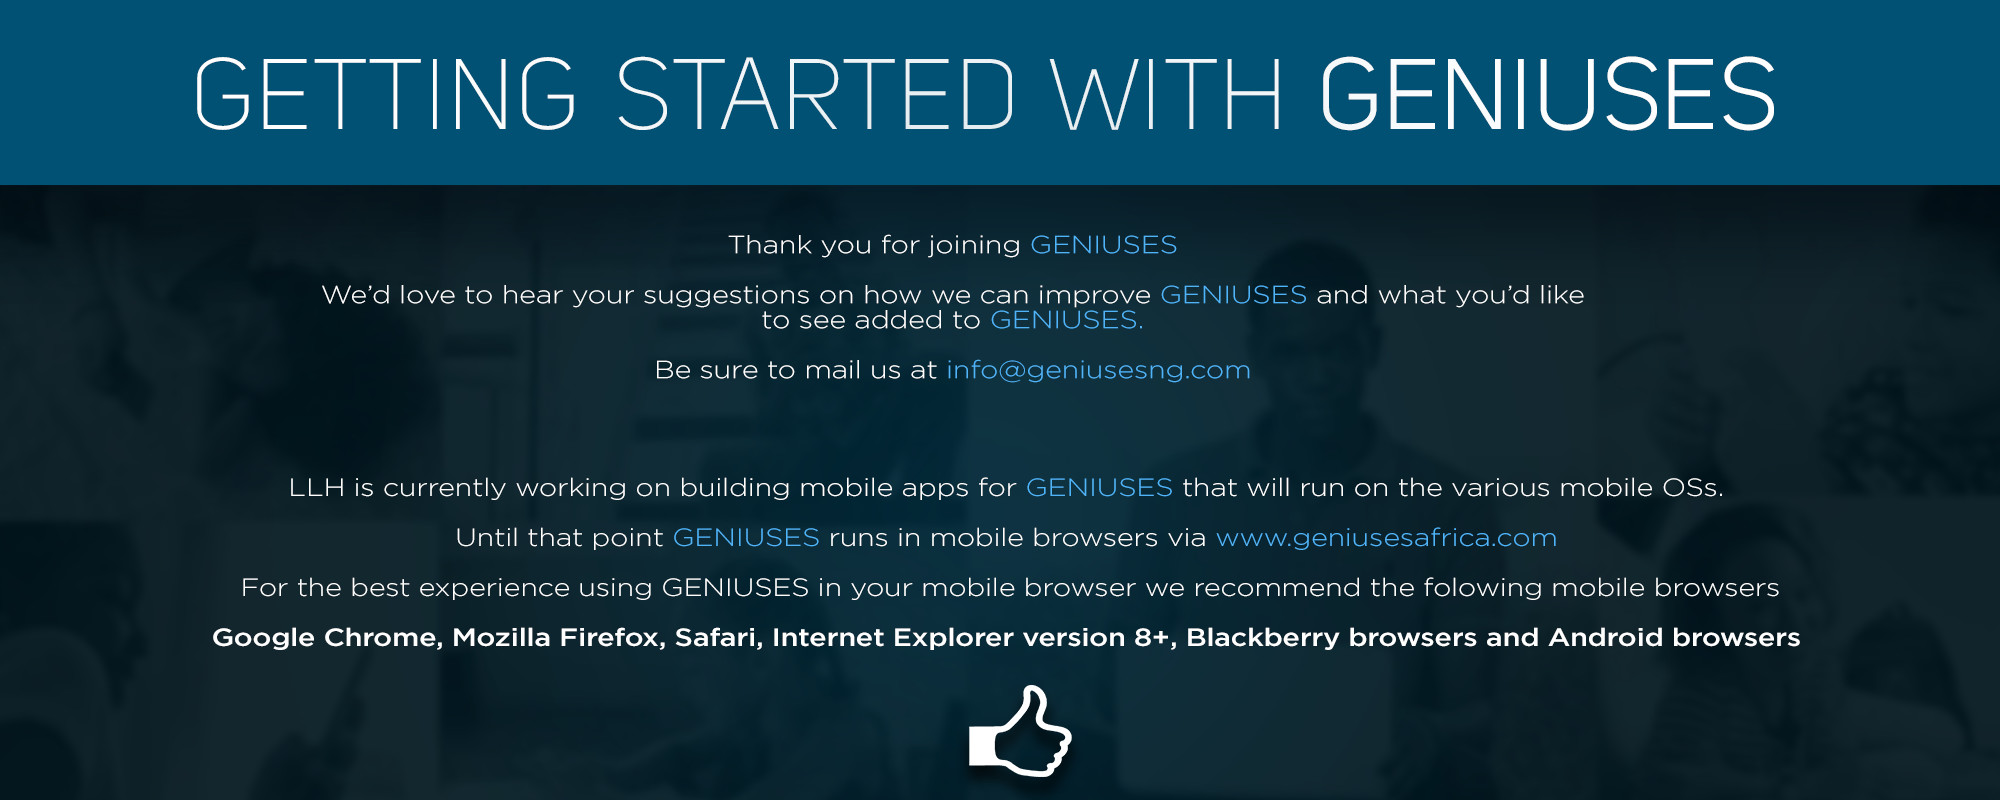 GETTING STARTED WITH GENIUSES
Thank you for joining GENIUSES
We’d love to hear your suggestions on how we can improve GENIUSES and what you’d like
to see added to GENIUSES.
Be sure to mail us at info@geniusesng.com
LLH is currently working on building mobile apps for GENIUSES that will run on the various mobile OSs.
Until that point GENIUSES runs in mobile browsers via www.geniusesafrica.com
For the best experience using GENIUSES in your mobile browser we recommend the folowing mobile browsers
Google Chrome, Mozilla Firefox, Safari, Internet Explorer version 8+, Blackberry browsers and Android browsers